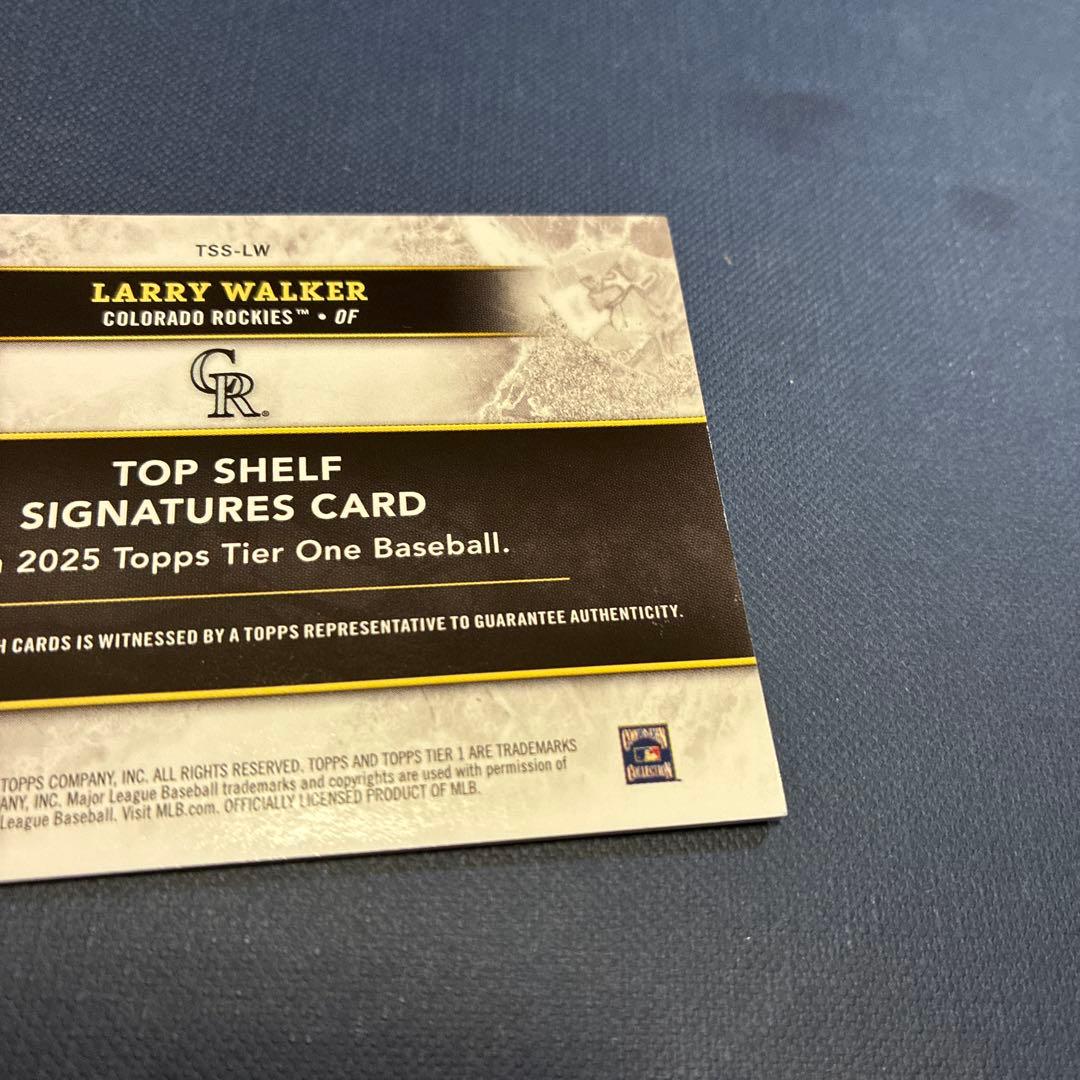 TSS-LW
LARRY WALKER
COLORADO ROCKIES™ • OF
CR®
TOP SHELF
SIGNATURES CARD
2025 Topps Tier One Baseball.
CARDS IS WITNESSED BY A TOPPS REPRESENTATIVE TO GUARANTEE AUTHENTICITY.
TOPPS COMPANY, INC. ALL RIGHTS RESERVED. TOPPS AND TOPPS TIER 1 ARE TRADEMARKS
INC. Major League Baseball trademarks and copyrights are used with permission of
League Baseball. Visit MLB.com. OFFICIALLY LICENSED PRODUCT OF MLB.
COLLECTION